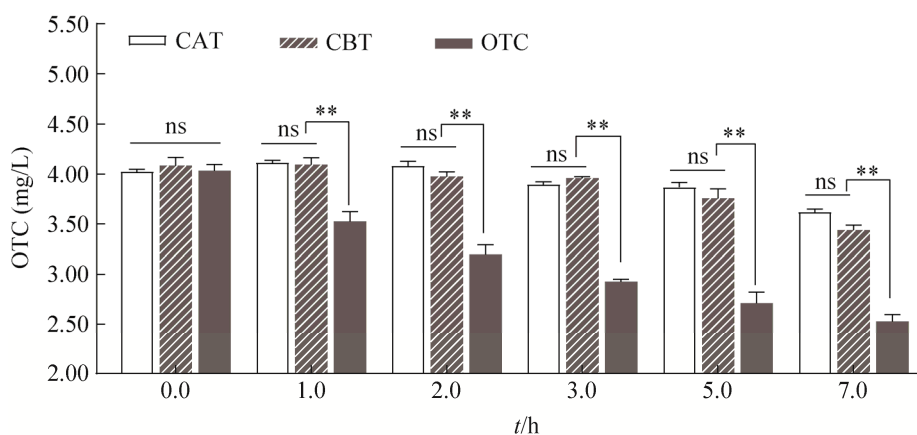 5.50
CAT CBT OTC
5.00
4.50
ns ns ** ns ** ns ** ns ** ns **
4.00
3.50
3.00
2.50
2.00
OTC (mg/L)
0.0 1.0 2.0 3.0 5.0 7.0
t/h